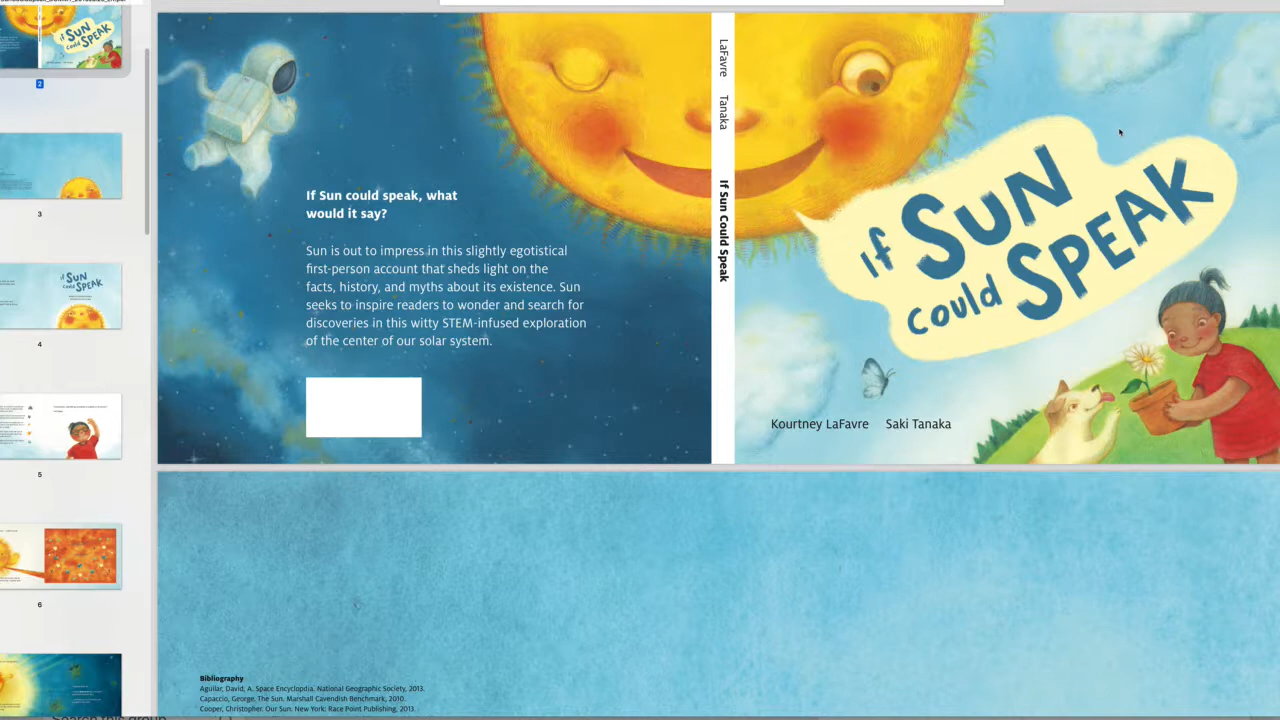 2
3
4
5
6
If Sun could speak, what
would it say?
Sun is out to impress in this slightly egotistical
first-person account that sheds light on the
facts, history, and myths about its existence. Sun
seeks to inspire readers to wonder and search for
discoveries in this witty STEM-infused exploration
of the center of our solar system.
LaFavre Tanaka If Sun Could Speak
If SUN
could SPEAK
Kourtney LaFavre Saki Tanaka
Bibliography
Aguilar, David, A. Space Encyclopdia, National Geographic Society, 2013.
Capaccio, George, The Sun. Marshall Cavendish Benchmark, 2010.
Cooper, Christopher. Our Sun. New York: Race Point Publishing, 2013.